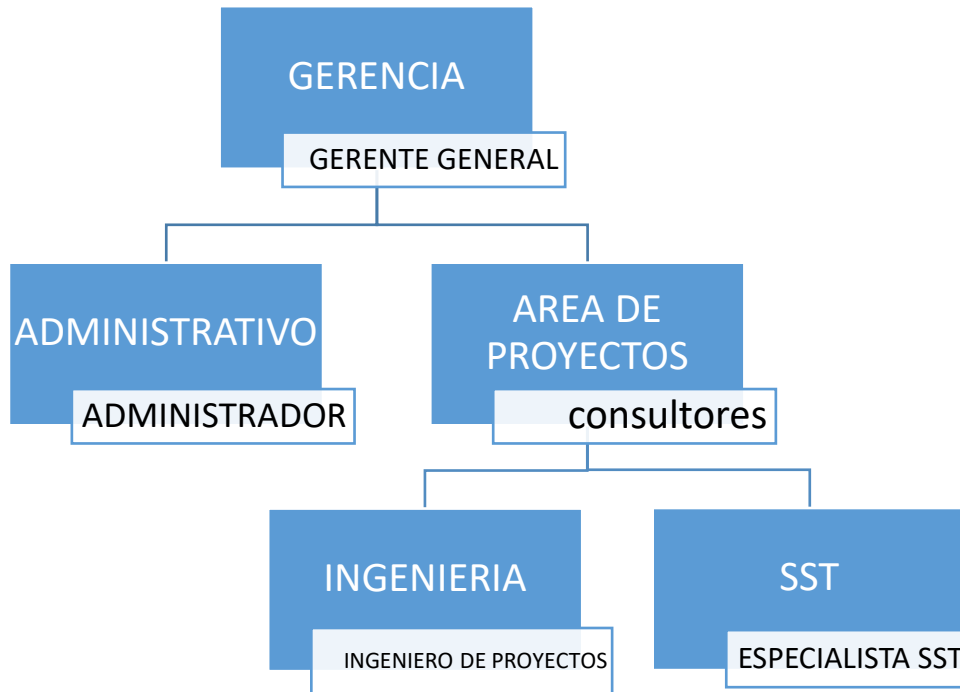 GERENCIA
GERENTE GENERAL
ADMINISTRATIVO
ADMINISTRADOR
AREA DE
PROYECTOS
consultores
INGENIERIA
INGENIERO DE PROYECTOS
SST
ESPECIALISTA SST